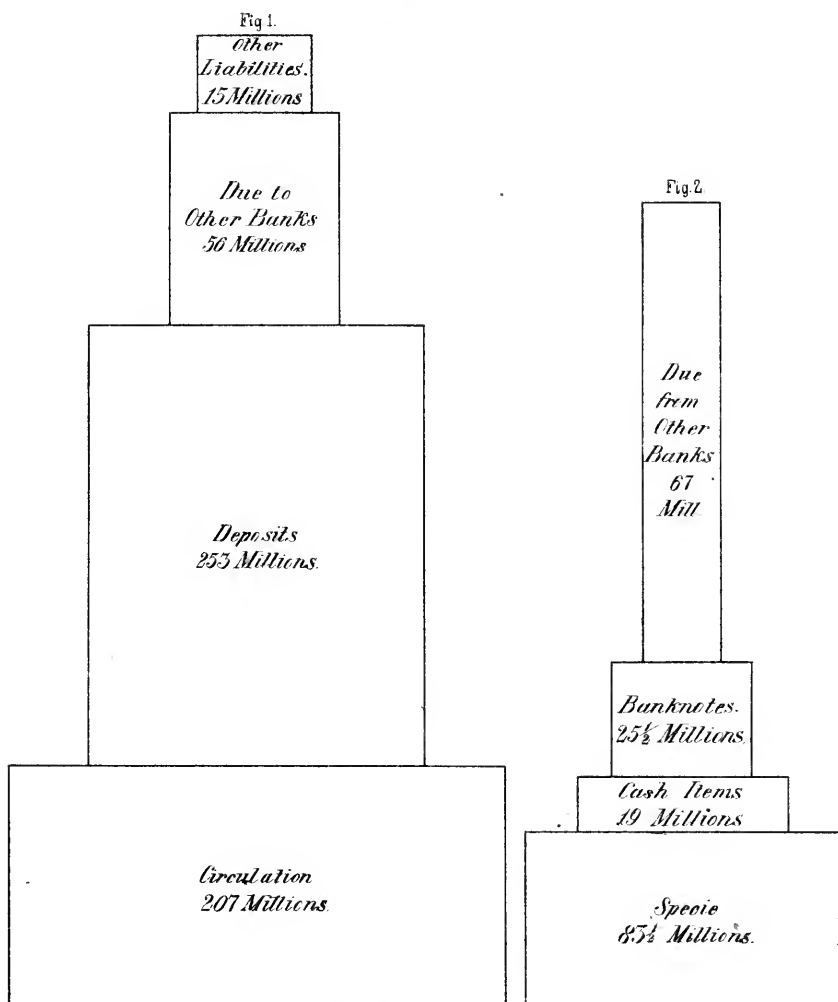 Fig 1.
Other
Liabilities.
15 Millions
Due to
Other Banks
56 Millions
Deposits
253 Millions.
Circulation
207 Millions.
Fig. 2.
Due
from
Other
Banks
67
Mill.
Banknotes.
25½ Millions.
Cash Items
19 Millions
Specie
83½ Millions.